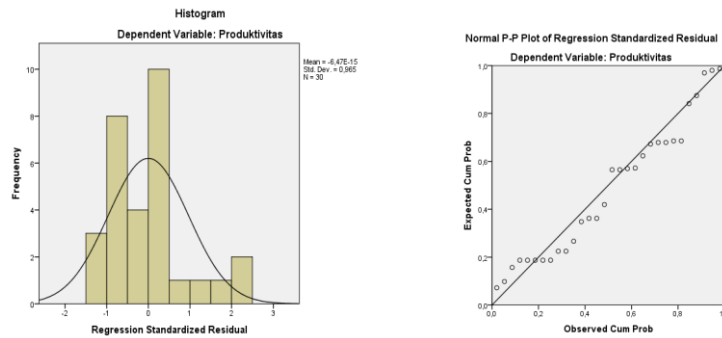 Histogram
Dependent Variable: Produktivitas
Mean = -6,47E-15
Std. Dev. = 0,965
N = 30
10
8
6
4
2
0
Frequency
-2
-1
0
1
2
3
Regression Standardized Residual
Normal P-P Plot of Regression Standardized Residual
Dependent Variable: Produktivitas
1,0
0,8
0,6
0,4
0,2
0,0
Expected Cum Prob
0,0
0,2
0,4
0,6
0,8
Observed Cum Prob